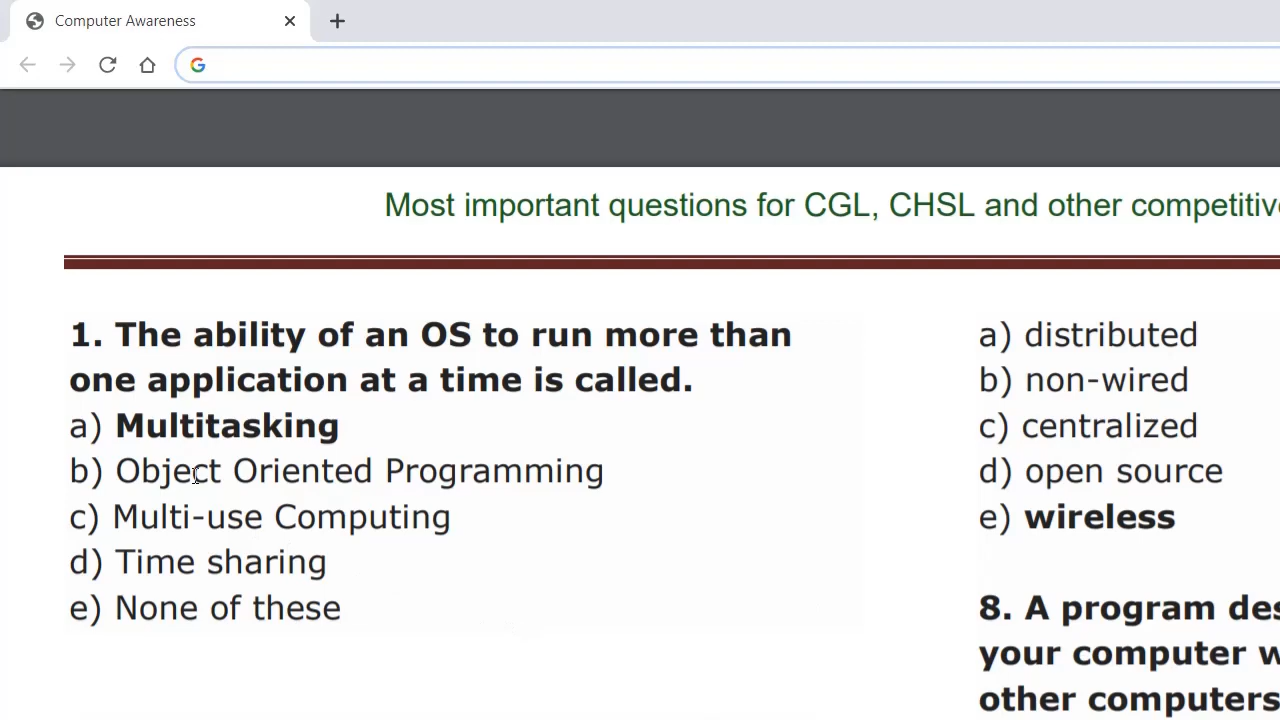 Computer Awareness
Most important questions for CGL, CHSL and other
1. The ability of an OS to run more than
one application at a time is called.
a) Multitasking
b) Object Oriented Programming
c) Multi-use Computing
d) Time sharing
e) None of these
a) distributed
b) non-wired
c) centralized
d) open source
e) wireless
8. A program
your computer
other computers